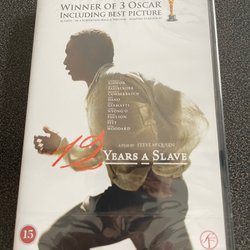 WINNER OF 3 OSCAR
INCLUDING BEST PICTURE
EJIOFOR
FASSBENDER
CUMBERBATCH
DANO
GIAMATTI
NYONG'O
PAULSON
PITT
WOODARD
A FILM BY STEVE McQUEEN
12 YEARS A SLAVE
15